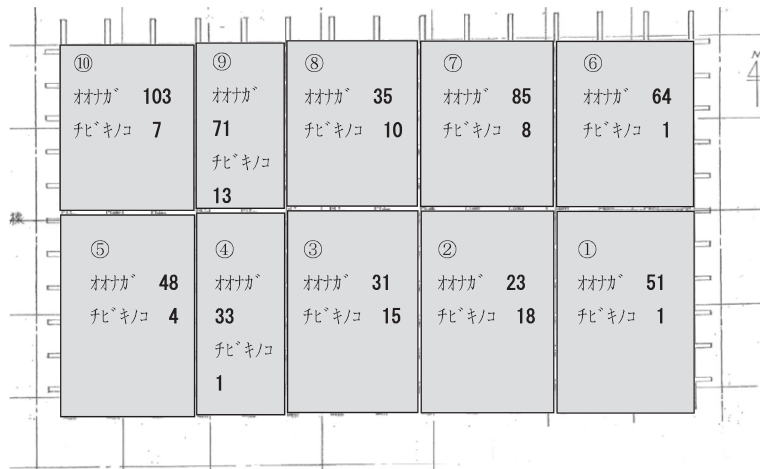 ⑩
オオナガﾞ 103
チビﾞキノコ 7
⑨
オオナガﾞ
71
チビﾞキノコ
13
⑧
オオナガﾞ 35
チビﾞキノコ 10
⑦
オオナガﾞ 85
チビﾞキノコ 8
⑥
オオナガﾞ 64
チビﾞキノコ 1
⑤
オオナガﾞ 48
チビﾞキノコ 4
④
オオナガﾞ
33
チビﾞキノコ
1
③
オオナガﾞ 31
チビﾞキノコ 15
②
オオナガﾞ 23
チビﾞキノコ 18
①
オオナガﾞ 51
チビﾞキノコ 1